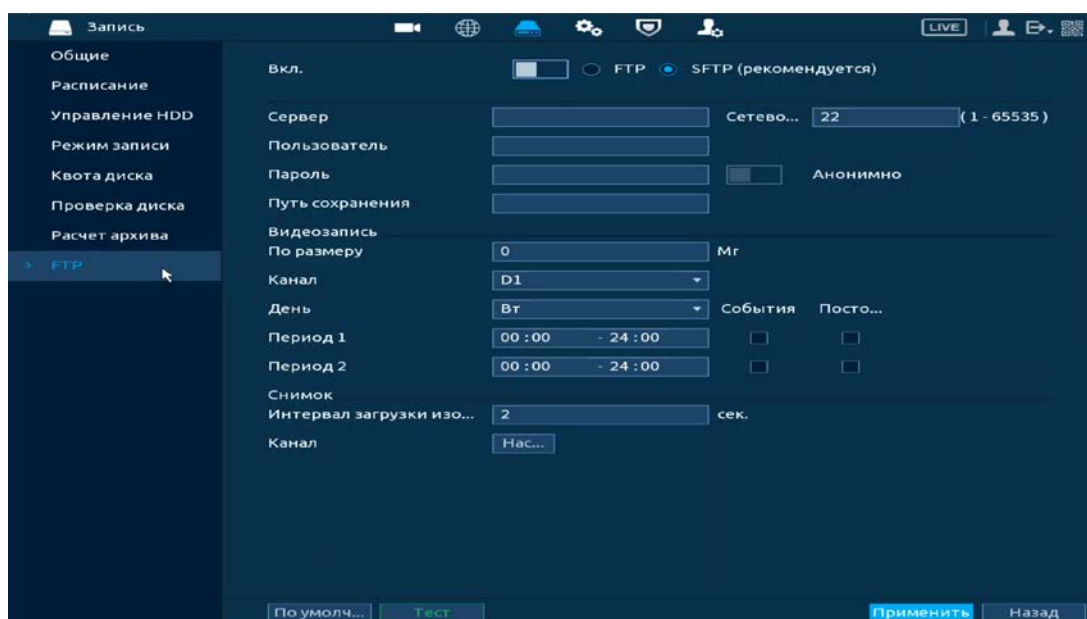 Запись LIVE
Общие
Вкл. FTP SFTP (рекомендуется)
Расписание
Управление HDD
Сервер Сетево... 22 (1 - 65535)
Режим записи
Пользователь
Квота диска
Пароль Анонимно
Проверка диска
Путь сохранения
Расчет архива
Видеозапись
По размеру 0 Мг
> FTP
Канал D1
День Вт События Посто...
Период 1 00 : 00 - 24 : 00
Период 2 00 : 00 - 24 : 00
Снимок
Интервал загрузки изо... 2 сек.
Канал Нас...
По умолч... Тест Применить Назад